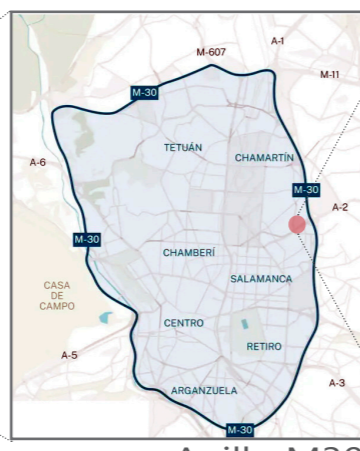 A-1
M-607
M-11
M-30
TETUÁN
CHAMARTÍN
A-6
M-30
A-2
M-30
CHAMBERÍ
SALAMANCA
CASA
DE
CAMPO
CENTRO
RETIRO
A-5
A-3
ARGANZUELA
M-30